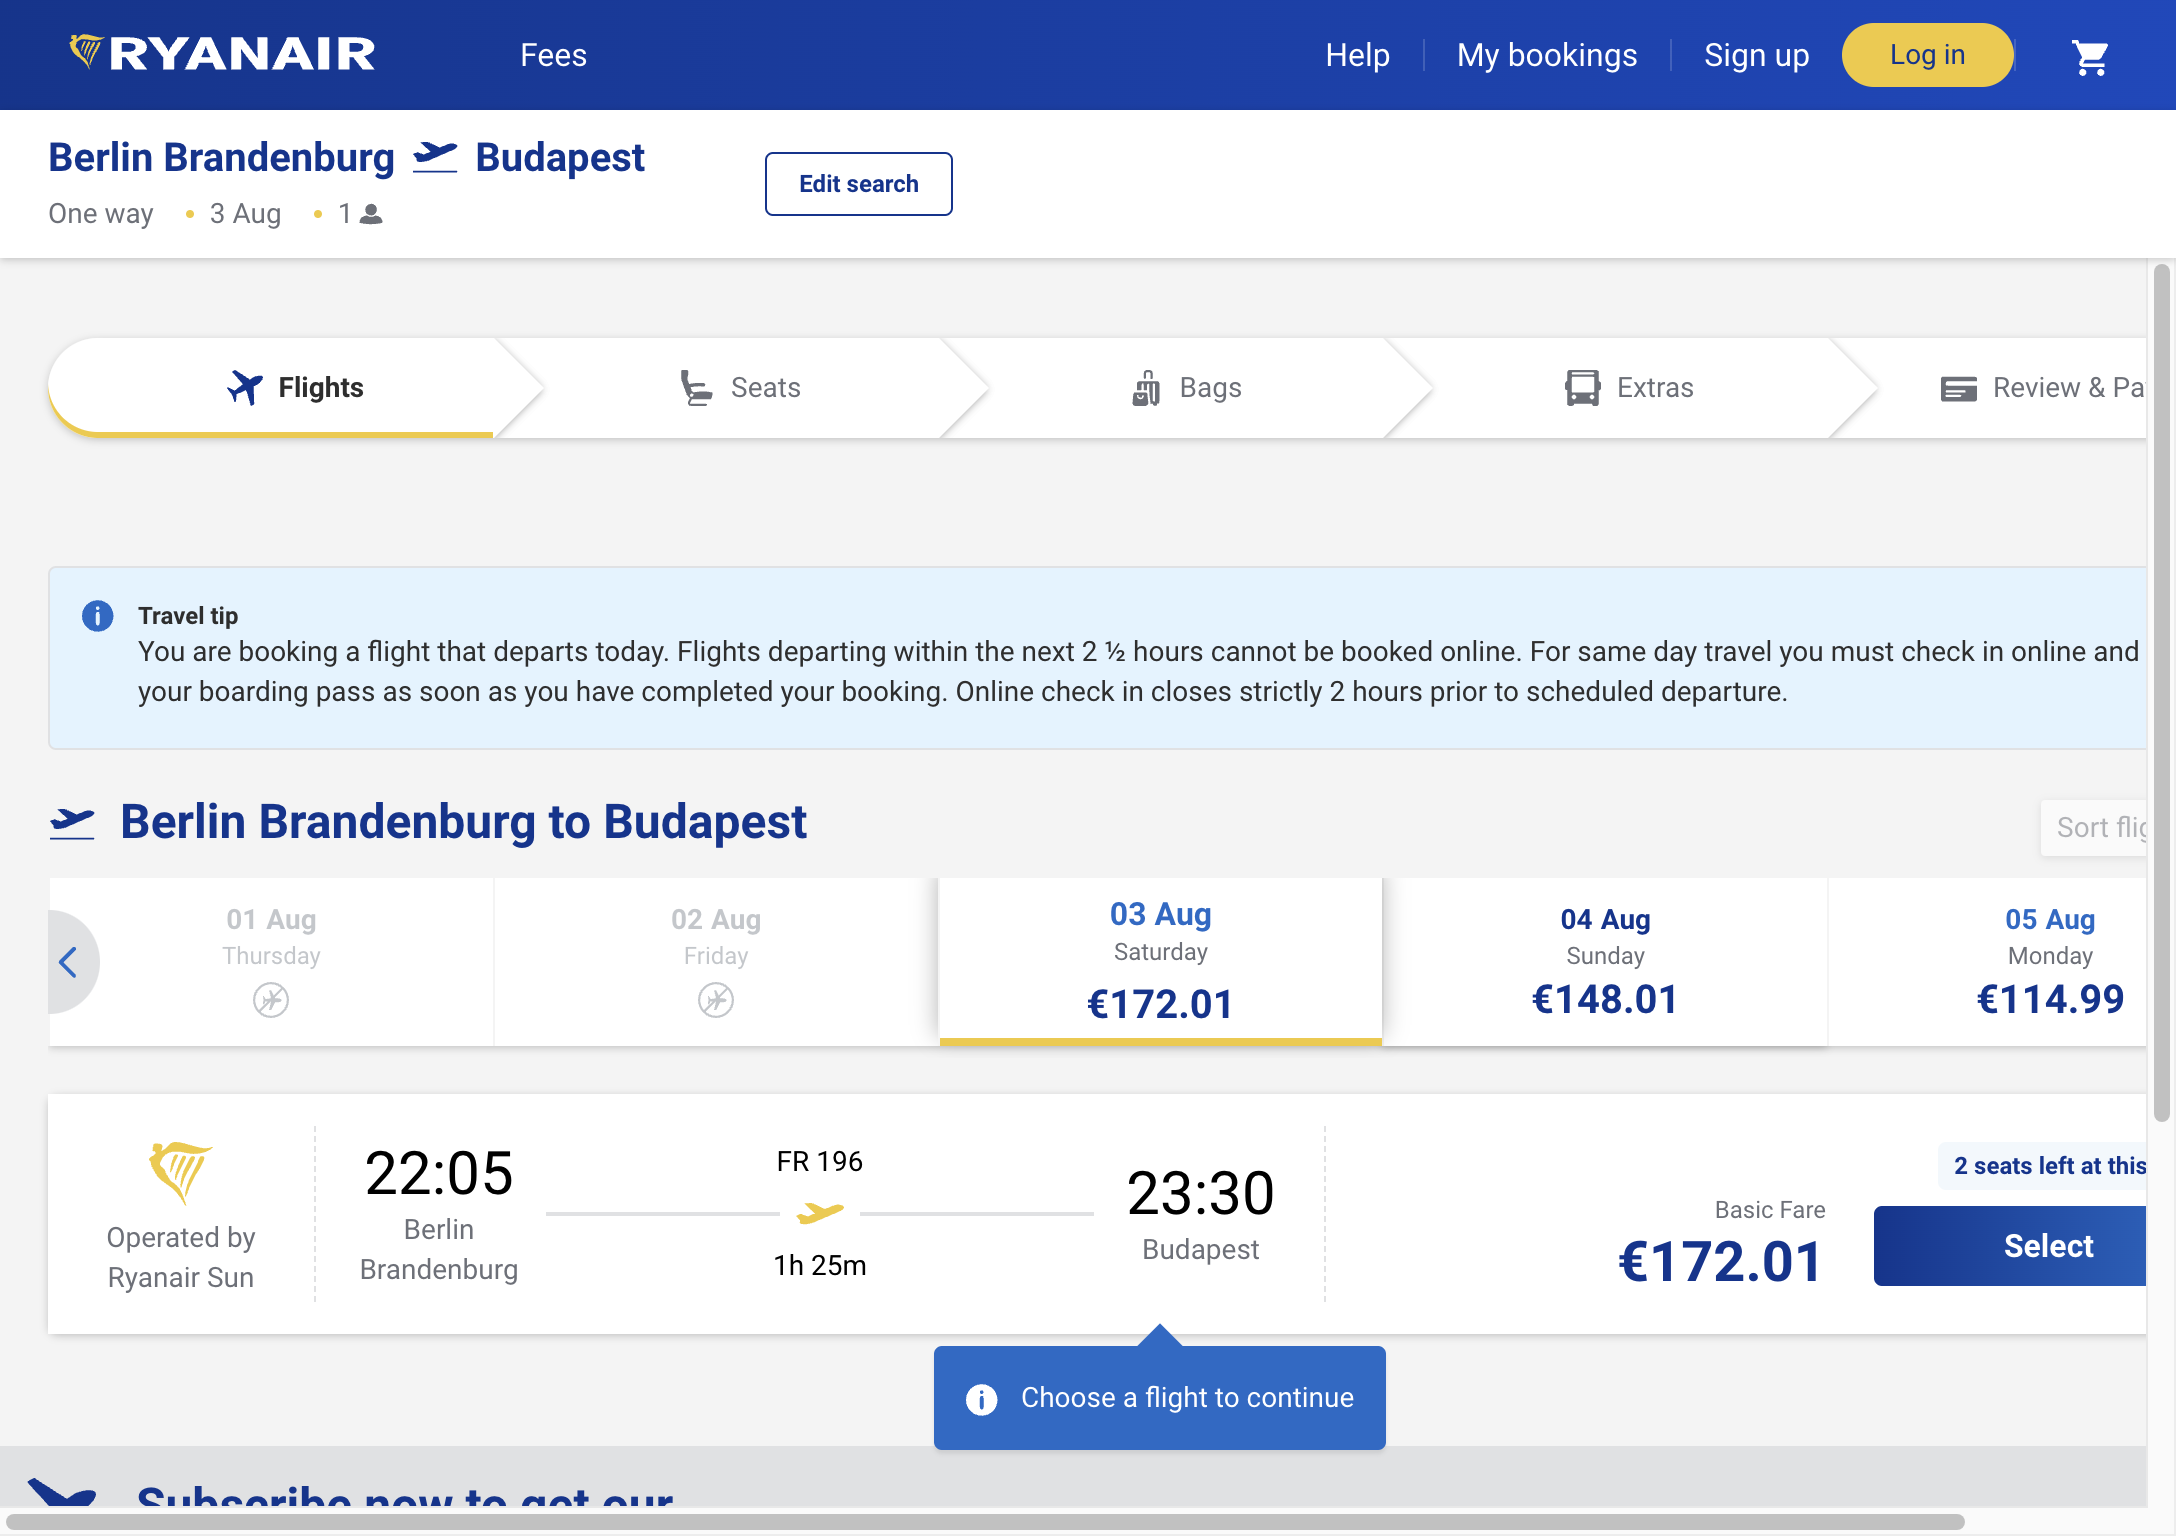 RYANAIR
Fees
Help
My bookings
Sign up
Log in
Berlin Brandenburg Budapest
One way • 3 Aug • 1
Edit search
Flights
Seats
Bags
Extras
Review & Pa
Travel tip
You are booking a flight that departs today. Flights departing within the next 2 ½ hours cannot be booked online. For same day travel you must check in online and
your boarding pass as soon as you have completed your booking. Online check in closes strictly 2 hours prior to scheduled departure.
Berlin Brandenburg to Budapest
Sort flig
01 Aug
Thursday
02 Aug
Friday
03 Aug
Saturday
€172.01
04 Aug
Sunday
€148.01
05 Aug
Monday
€114.99
Operated by
Ryanair Sun
22:05
Berlin
Brandenburg
FR 196
1h 25m
23:30
Budapest
Basic Fare
€172.01
2 seats left at this
Select
Choose a flight to continue
Subscribe now to get our